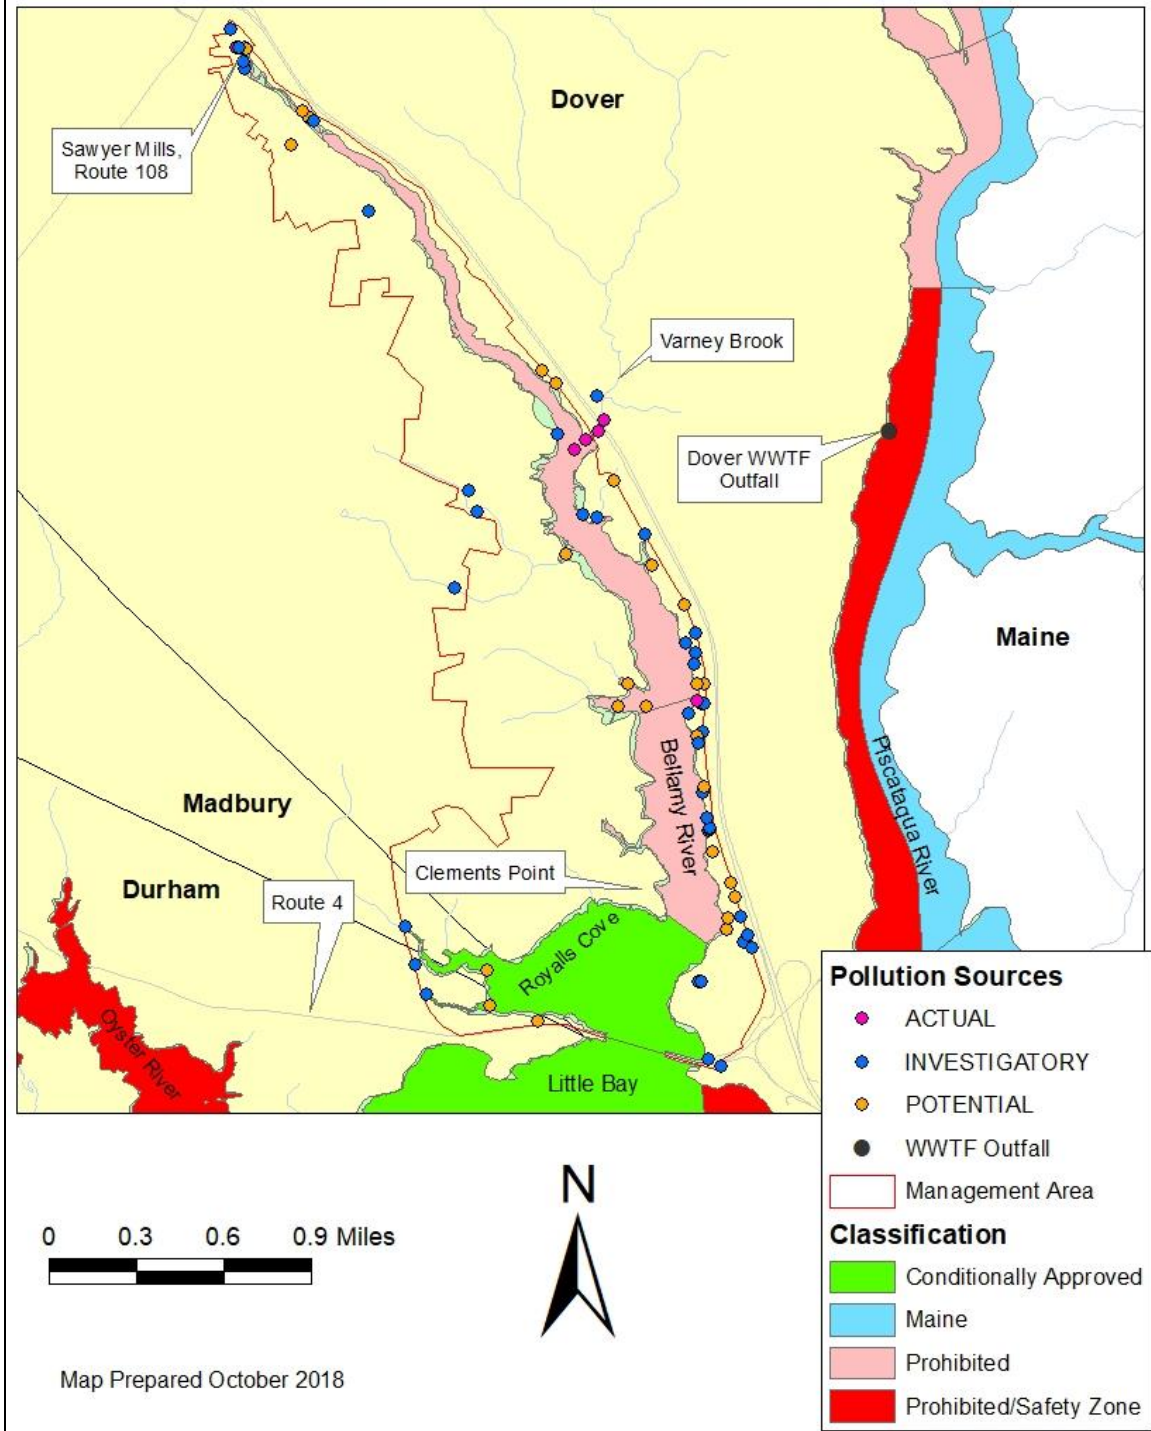 Dover
Sawyer Mills,
Route 108
Varney Brook
Dover WWTF
Outfall
Maine
Piscataqua River
Bellamy River
Madbury
Clements Point
Durham
Route 4
Royalls Cove
Oyster River
Little Bay
Pollution Sources
ACTUAL
INVESTIGATORY
POTENTIAL
WWTF Outfall
Management Area
Classification
Conditionally Approved
Maine
Prohibited
Prohibited/Safety Zone
N
0 0.3 0.6 0.9 Miles
Map Prepared October 2018